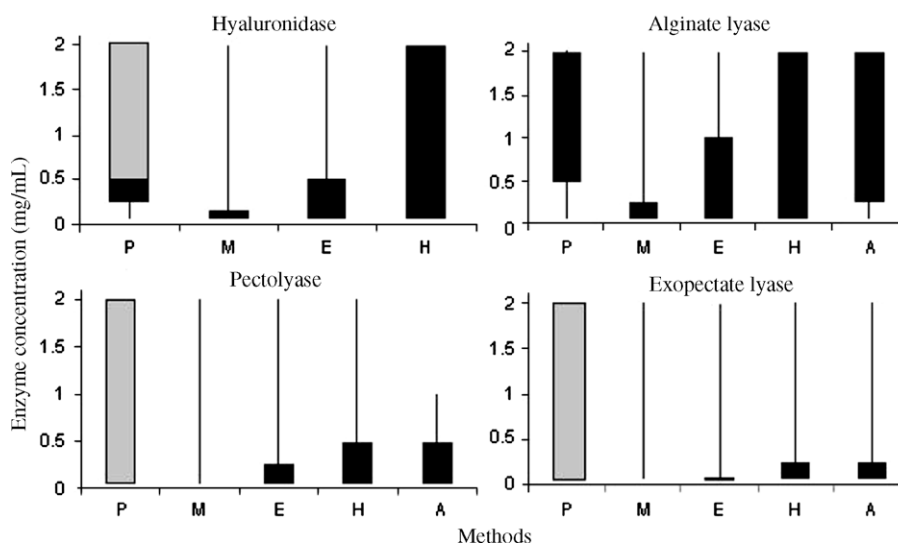 Hyaluronidase
2
1.5
1
0.5
0
P M E H
Alginate lyase
2
1.5
1
0.5
0
P M E H A
Pectolyase
2
1.5
1
0.5
0
P M E H A
Exopectate lyase
2
1.5
1
0.5
0
P M E H A
Enzyme concentration (mg/mL)
Methods